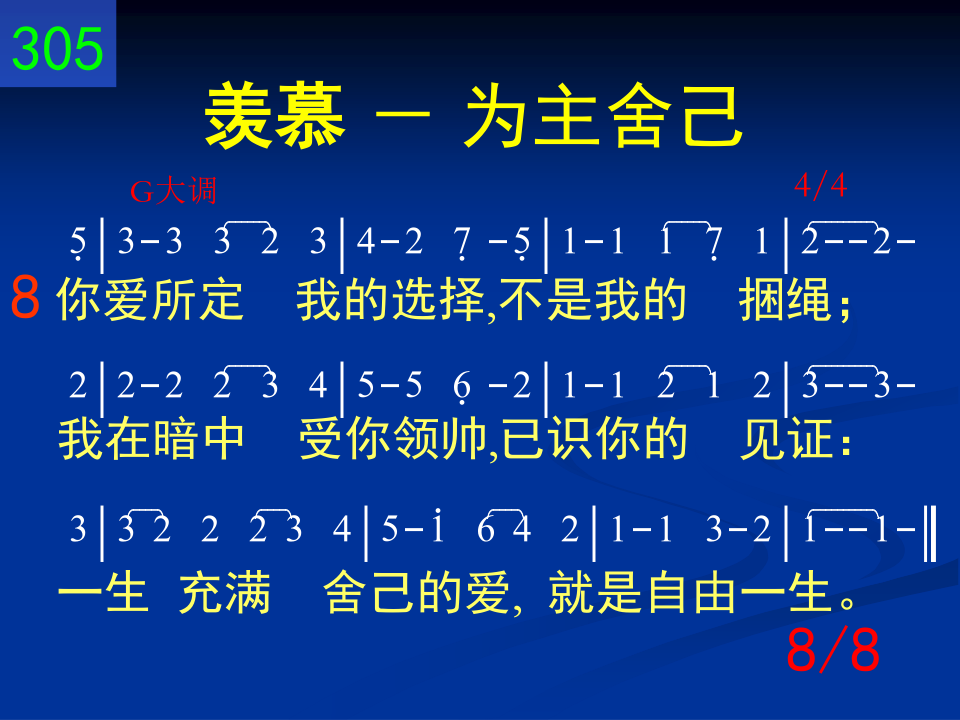 305
羡慕 － 为主舍己
G大调 4/4
5̣|3-3 3 2 3|4-2 7̣ -5̣|1-1 1 7̣ 1|2--2-
8 你爱所定 我的选择,不是我的 捆绳；
2|2-2 2 3 4|5-5 6̣ -2|1-1 2 1 2|3--3-
我在暗中 受你领帅,已识你的 见证：
3|3 2 2 2 3 4|5-1̇ 6 4 2|1-1 3-2|1--1-‖
一生 充满 舍己的爱, 就是自由一生。
8/8